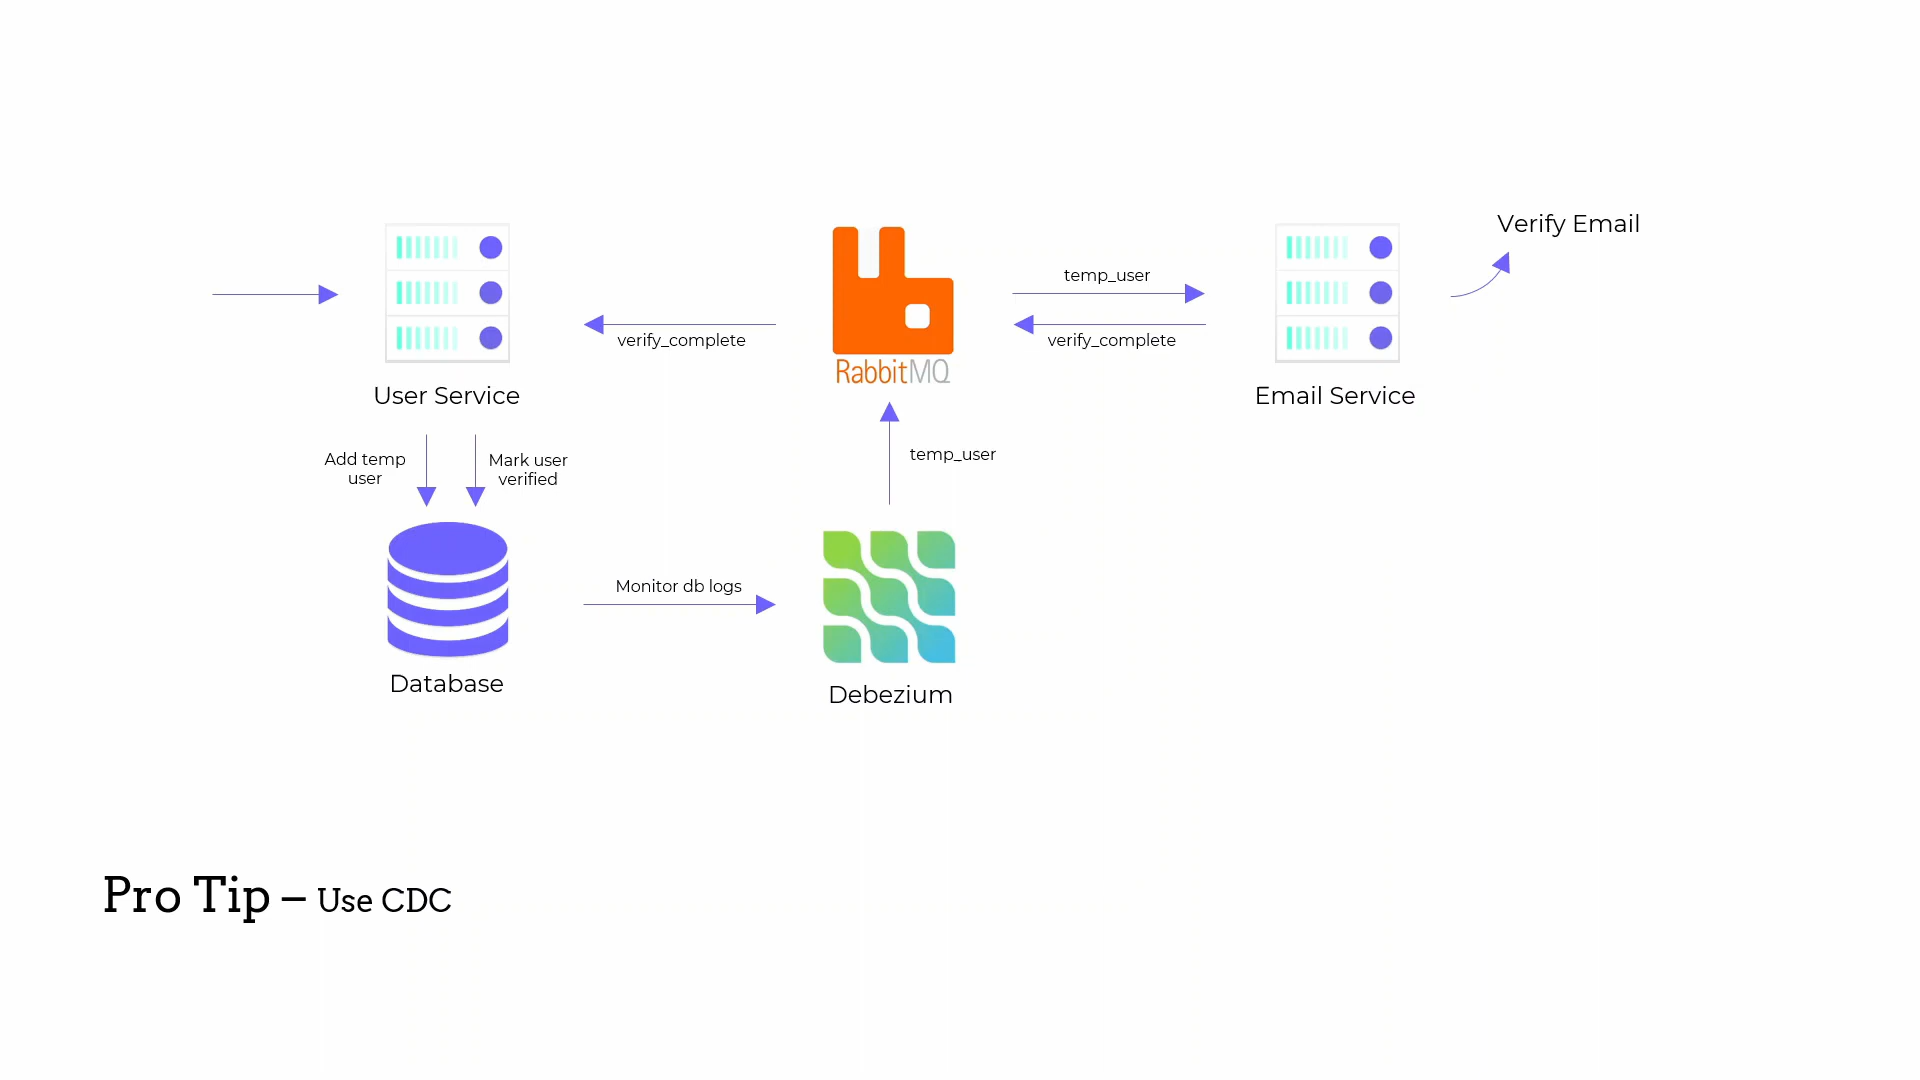 Verify Email
temp_user
verify_complete
verify_complete
RabbitMQ
User Service
Email Service
Add temp
user
Mark user
verified
temp_user
Monitor db logs
Database
Debezium
Pro Tip – Use CDC